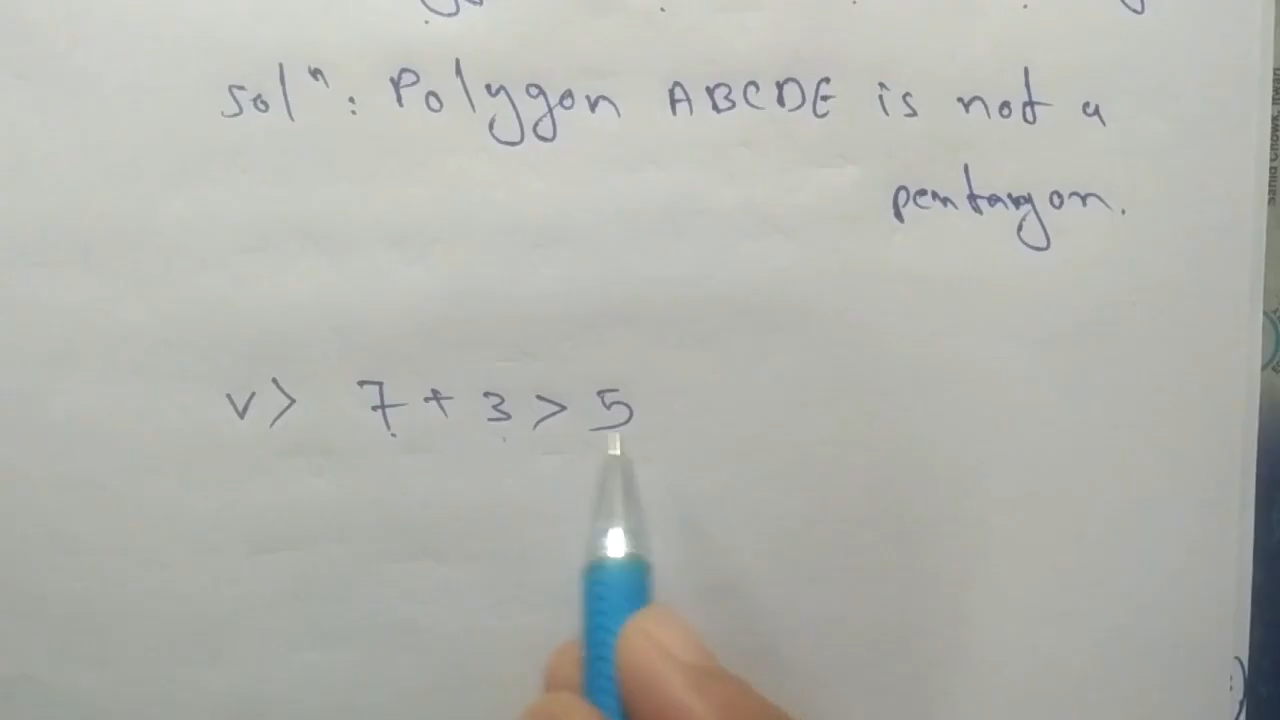 solⁿ: Polygon ABCDE is not a
pentagon.
v> 7 + 3 > 5